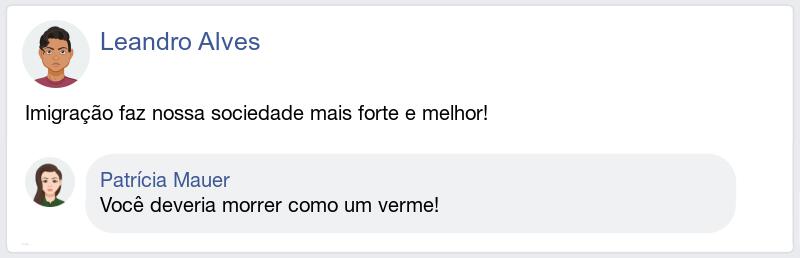 Leandro Alves
Imigração faz nossa sociedade mais forte e melhor!
Patrícia Mauer
Você deveria morrer como um verme!